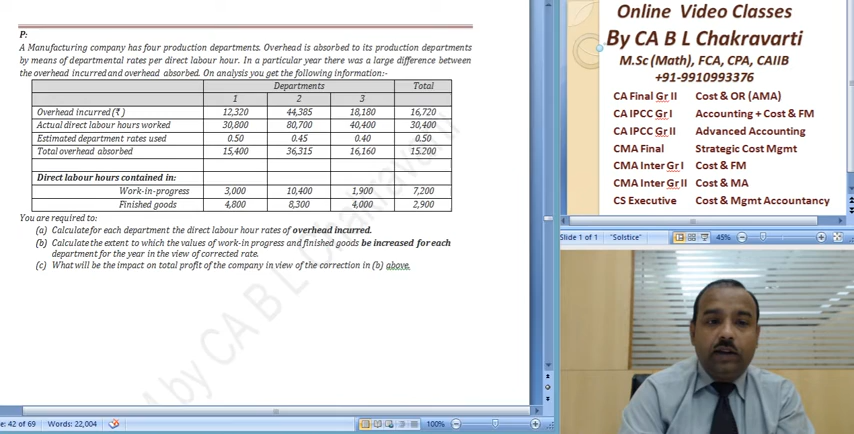 P:
A Manufacturing company has four production departments. Overhead is absorbed to its production departments
by means of departmental rates per direct labour hour. In a particular year there was a large difference between
the overhead incurred and overhead absorbed. On analysis you get the following information:-
Departments Total
1 2 3
Overhead incurred (₹) 12,320 44,385 18,180 16,720
Actual direct labour hours worked 30,800 80,700 40,400 30,400
Estimated department rates used 0.50 0.45 0.40 0.50
Total overhead absorbed 15,400 36,315 16,160 15.200
Direct labour hours contained in:
Work-in-progress 3,000 10,400 1,900 7,200
Finished goods 4,800 8,300 4,000 2,900
You are required to:
(a) Calculate for each department the direct labour hour rates of overhead incurred.
(b) Calculate the extent to which the values of work-in-progress and finished goods be increased for each
department for the year in the view of corrected rate.
(c) What will be the impact on total profit of the company in view of the correction in (b) above.
by CA B L Chakravarti
e: 42 of 69 Words: 22,004 100%
Online Video Classes
By CA B L Chakravarti
M.Sc (Math), FCA, CPA, CAIIB
+91-9910993376
CA Final Gr II Cost & OR (AMA)
CA IPCC Gr I Accounting + Cost & FM
CA IPCC Gr II Advanced Accounting
CMA Final Strategic Cost Mgmt
CMA Inter Gr I Cost & FM
CMA Inter Gr II Cost & MA
CS Executive Cost & Mgmt Accountancy
Slide 1 of 1 "Solstice" 45%